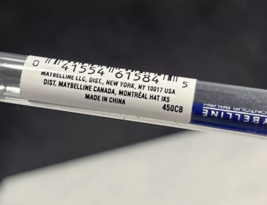 0 41554 61584 5
MAYBELLINE LLC, DIST., NEW YORK, NY 10017 USA
DIST. MAYBELLINE CANADA, MONTRÉAL H4T 1K5
MADE IN CHINA
450CB